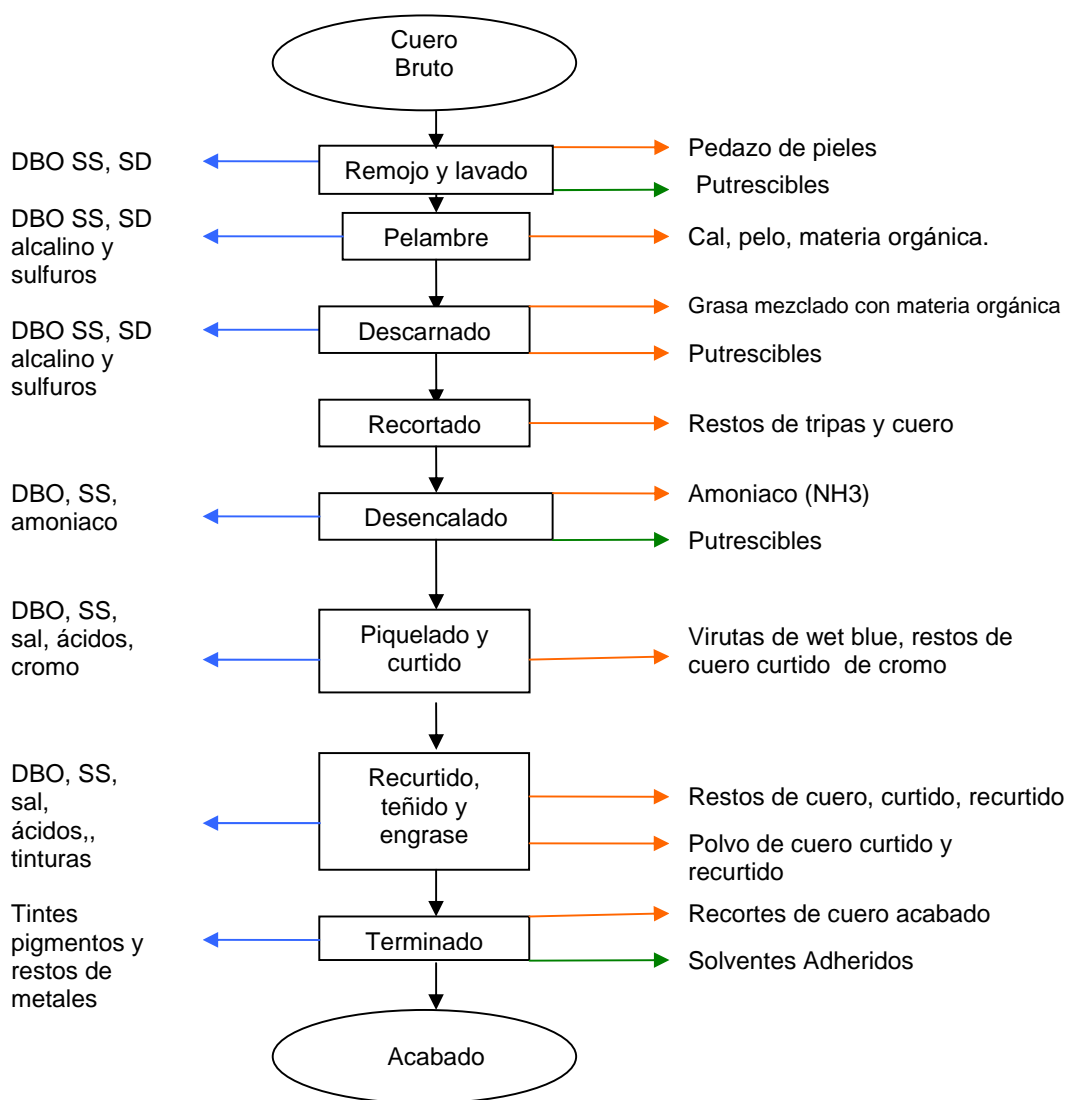 Cuero
Bruto
DBO SS, SD
Remojo y lavado
Pedazo de pieles
Putrescibles
DBO SS, SD
alcalino y
sulfuros
Pelambre
Cal, pelo, materia orgánica.
DBO SS, SD
alcalino y
sulfuros
Descarnado
Grasa mezclado con materia orgánica
Putrescibles
Recortado
Restos de tripas y cuero
DBO, SS,
amoniaco
Desencalado
Amoniaco (NH3)
Putrescibles
DBO, SS,
sal, ácidos,
cromo
Piquelado y
curtido
Virutas de wet blue, restos de
cuero curtido  de cromo
DBO, SS,
sal,
ácidos,,
tinturas
Recurtido,
teñido y
engrase
Restos de cuero, curtido, recurtido
Polvo de cuero curtido y
recurtido
Tintes
pigmentos y
restos de
metales
Terminado
Recortes de cuero acabado
Solventes Adheridos
Acabado